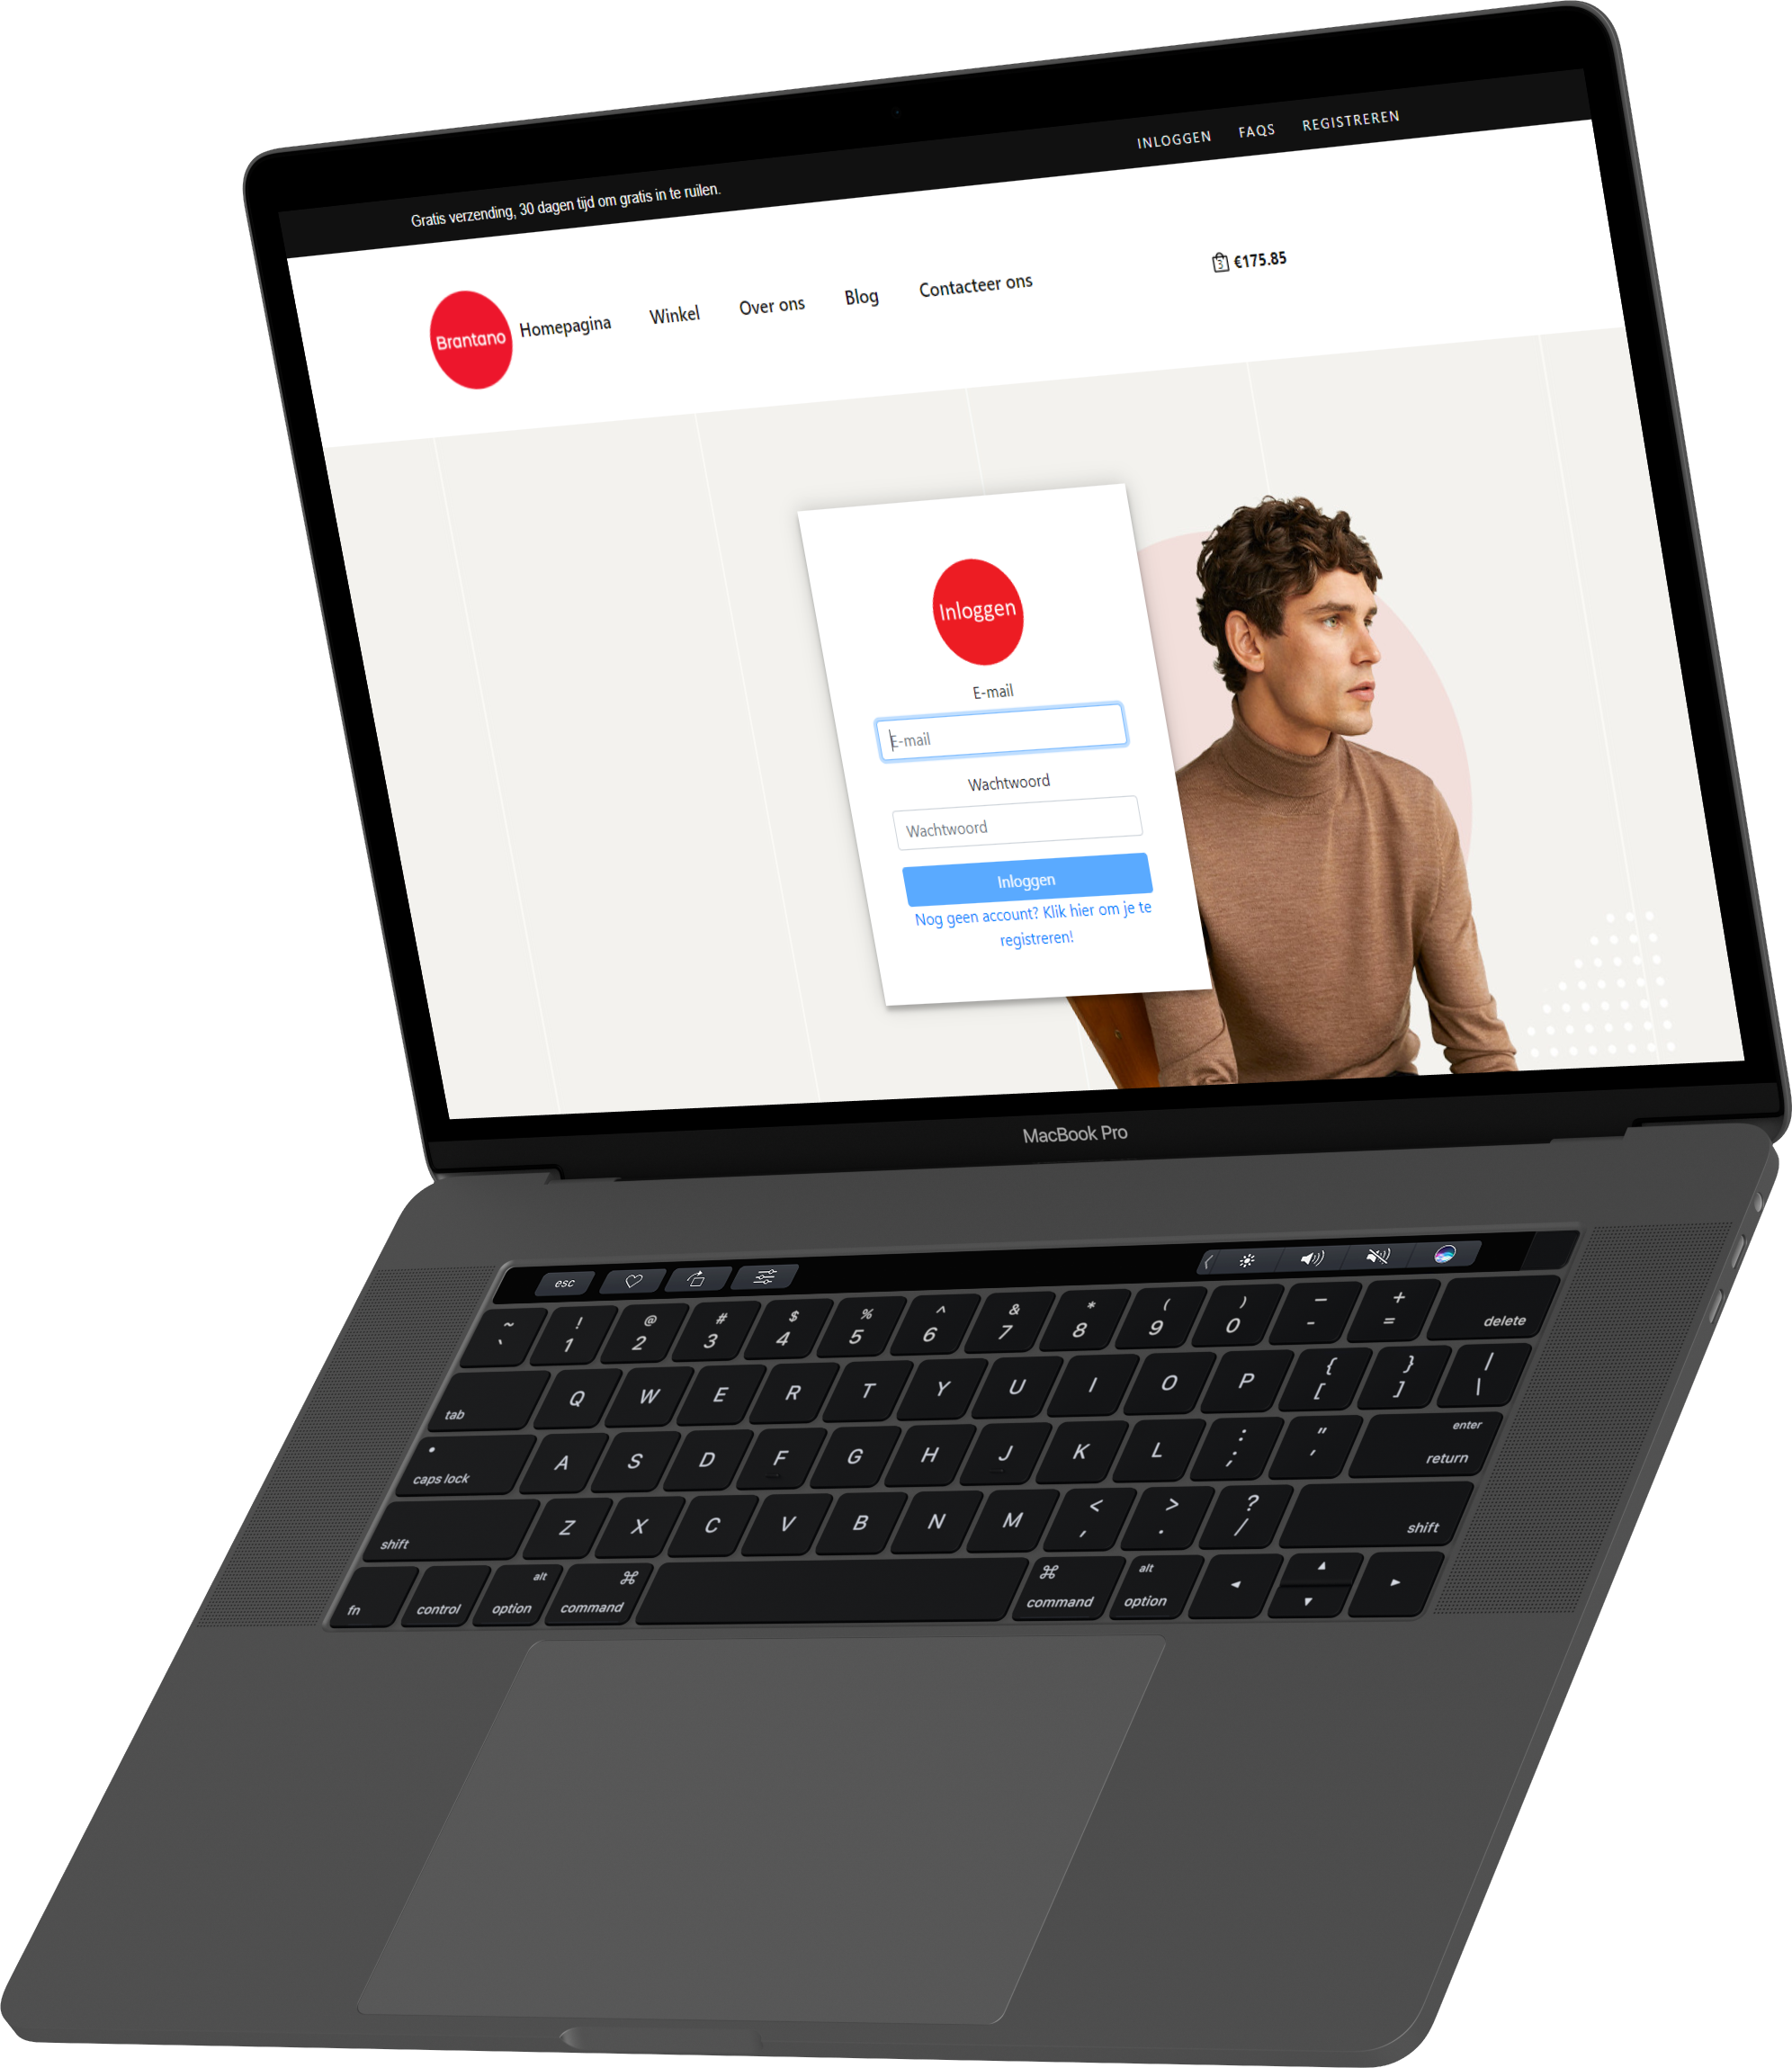 INLOGGEN FAQS REGISTREREN
Gratis verzending, 30 dagen tijd om gratis in te ruilen.
3 €175.85
Brantano Homepagina Winkel Over ons Blog Contacteer ons
Inloggen
E-mail
E-mail
Wachtwoord
Wachtwoord
Inloggen
Nog geen account? Klik hier om je te
registreren!
MacBook Pro
esc
~ ! @ # $ % ^ & * ( ) — +
` 1 2 3 4 5 6 7 8 9 0 - = delete
tab Q W E R T Y U I O P { [ } ] | \
caps lock A S D F G H J K L : ; " ' enter return
shift Z X C V B N M < , > . ? / shift
fn control alt option ⌘ command ⌘ command alt option ◄ ▲ ▼ ►